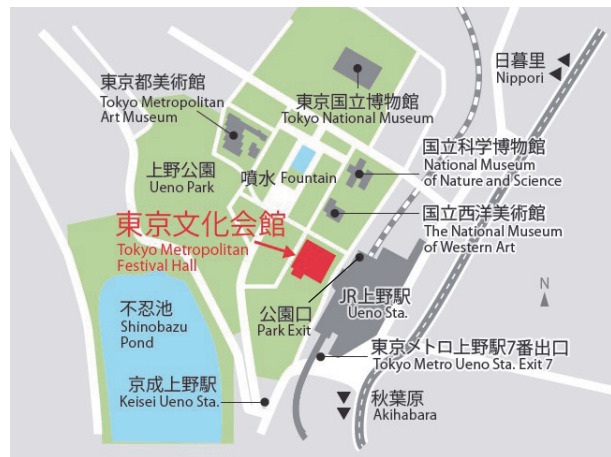 日暮里
Nippori
東京都美術館
Tokyo Metropolitan
Art Museum
東京国立博物館
Tokyo National Museum
国立科学博物館
National Museum
of Nature and Science
上野公園
Ueno Park
噴水 Fountain
国立西洋美術館
The National Museum
of Western Art
東京文化会館
Tokyo Metropolitan
Festival Hall
N
JR上野駅
Ueno Sta.
不忍池
Shinobazu
Pond
公園口
Park Exit
東京メトロ上野駅7番出口
Tokyo Metro Ueno Sta. Exit 7
京成上野駅
Keisei Ueno Sta.
秋葉原
Akihabara